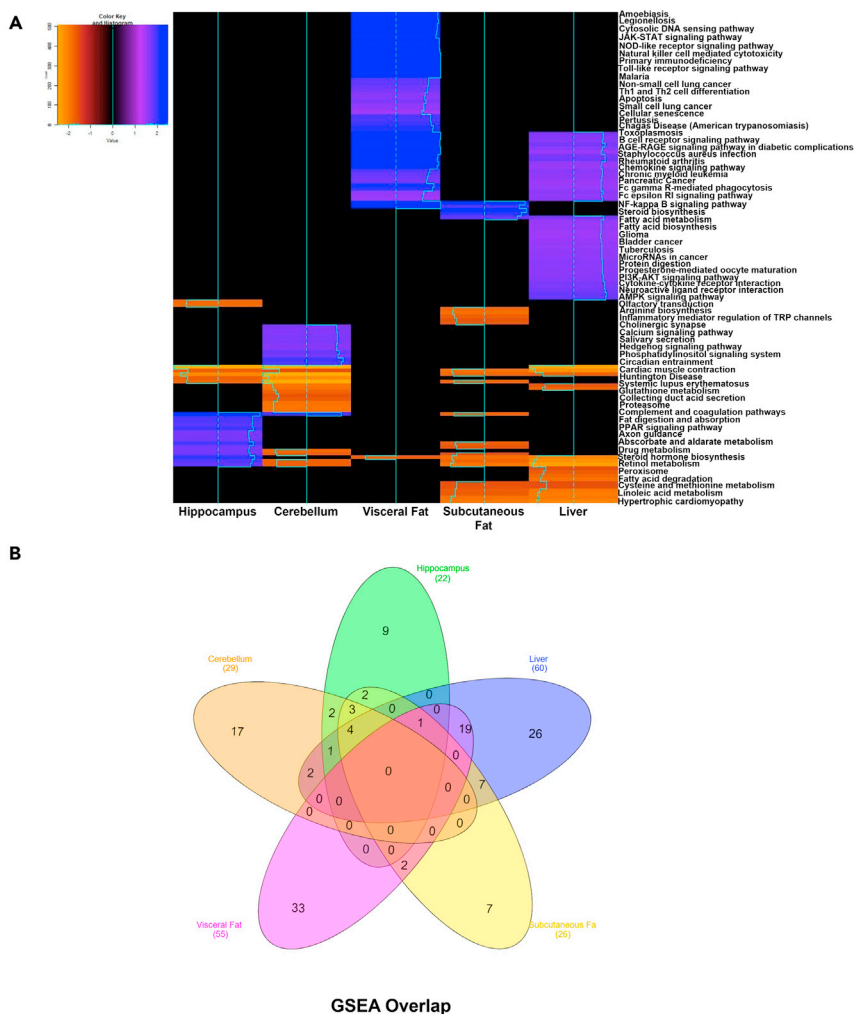 A
Color Key
and Histogram
Count
0 100 200 300 400 500
-2 -1 0 1 2
Value
Amoebiasis
Legionellosis
Cytosolic DNA sensing pathway
JAK-STAT signaling pathway
NOD-like receptor signaling pathway
Natural killer cell mediated cytotoxicity
Primary immunodeficiency
Toll-like receptor signaling pathway
Malaria
Non-small cell lung cancer
Th1 and Th2 cell differentiation
Apoptosis
Small cell lung cancer
Cellular senescence
Pertussis
Chagas Disease (American trypanosomiasis)
Toxoplasmosis
B cell receptor signaling pathway
AGE-RAGE signaling pathway in diabetic complications
Staphylococcus aureus infection
Rheumatoid arthritis
Chemokine signaling pathway
Chronic myeloid leukemia
Pancreatic Cancer
Fc gamma R-mediated phagocytosis
Fc epsilon RI signaling pathway
NF-kappa B signaling pathway
Steroid biosynthesis
Fatty acid metabolism
Fatty acid biosynthesis
Glioma
Bladder cancer
Tuberculosis
MicroRNAs in cancer
Protein digestion
Progesterone-mediated oocyte maturation
PI3K-AKT signaling pathway
Cytokine-cytokine receptor interaction
Neuroactive ligand receptor interaction
AMPK signaling pathway
Olfactory transduction
Arginine biosynthesis
Inflammatory mediator regulation of TRP channels
Cholinergic synapse
Calcium signaling pathway
Salivary secretion
Hedgehog signaling pathway
Phosphatidylinositol signaling system
Circadian entrainment
Cardiac muscle contraction
Huntington Disease
Systemic lupus erythematosus
Glutathione metabolism
Collecting duct acid secretion
Proteasome
Complement and coagulation pathways
Fat digestion and absorption
PPAR signaling pathway
Axon guidance
Abscorbate and aldarate metabolism
Drug metabolism
Steroid hormone biosynthesis
Retinol metabolism
Peroxisome
Fatty acid degradation
Cysteine and methionine metabolism
Linoleic acid metabolism
Hypertrophic cardiomyopathy
Hippocampus Cerebellum Visceral Fat Subcutaneous Liver
Fat
B
Hippocampus
(22)
9
Cerebellum
(29)
Liver
(60)
2 0
2 3 0 0
17 4 1 19 26
1 0
2 0 7
0 0 0 0
0 0 0 0 0
0 0
2
33 7
Visceral Fat
(55)
Subcutaneous Fa
(26)
GSEA Overlap